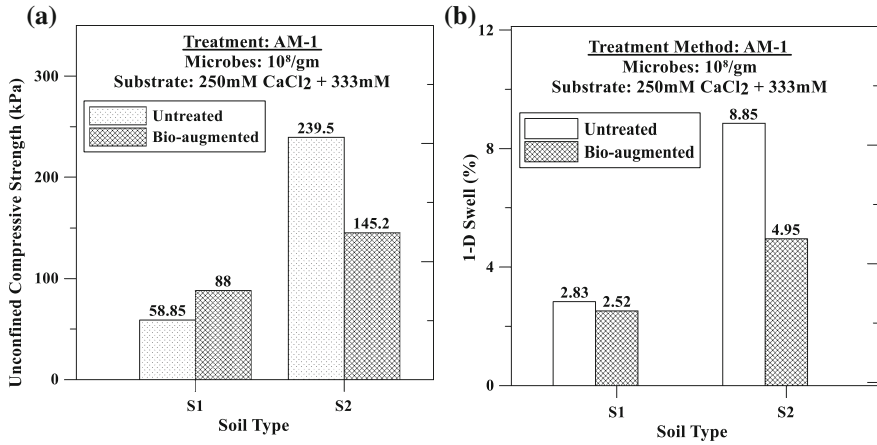 (a)
Treatment: AM-1
Microbes: 10⁸/gm
Substrate: 250mM CaCl₂ + 333mM
Untreated
Bio-augmented
Unconfined Compressive Strength (kPa)
300
200
100
0
58.85
88
239.5
145.2
S1
S2
Soil Type
(b)
Treatment Method: AM-1
Microbes: 10⁸/gm
Substrate: 250mM CaCl₂ + 333mM
Untreated
Bio-augmented
1-D Swell (%)
12
8
4
0
2.83
2.52
8.85
4.95
S1
S2
Soil Type